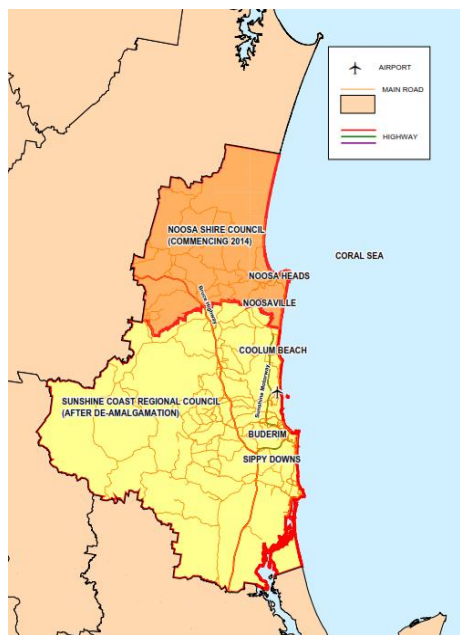 AIRPORT
MAIN ROAD
HIGHWAY
NOOSA SHIRE COUNCIL
(COMMENCING 2014)
CORAL SEA
NOOSA HEADS
Bruce Highway
NOOSAVILLE
COOLUM BEACH
Sunshine Motorway
SUNSHINE COAST REGIONAL COUNCIL
(AFTER DE-AMALGAMATION)
BUDERIM
SIPPY DOWNS